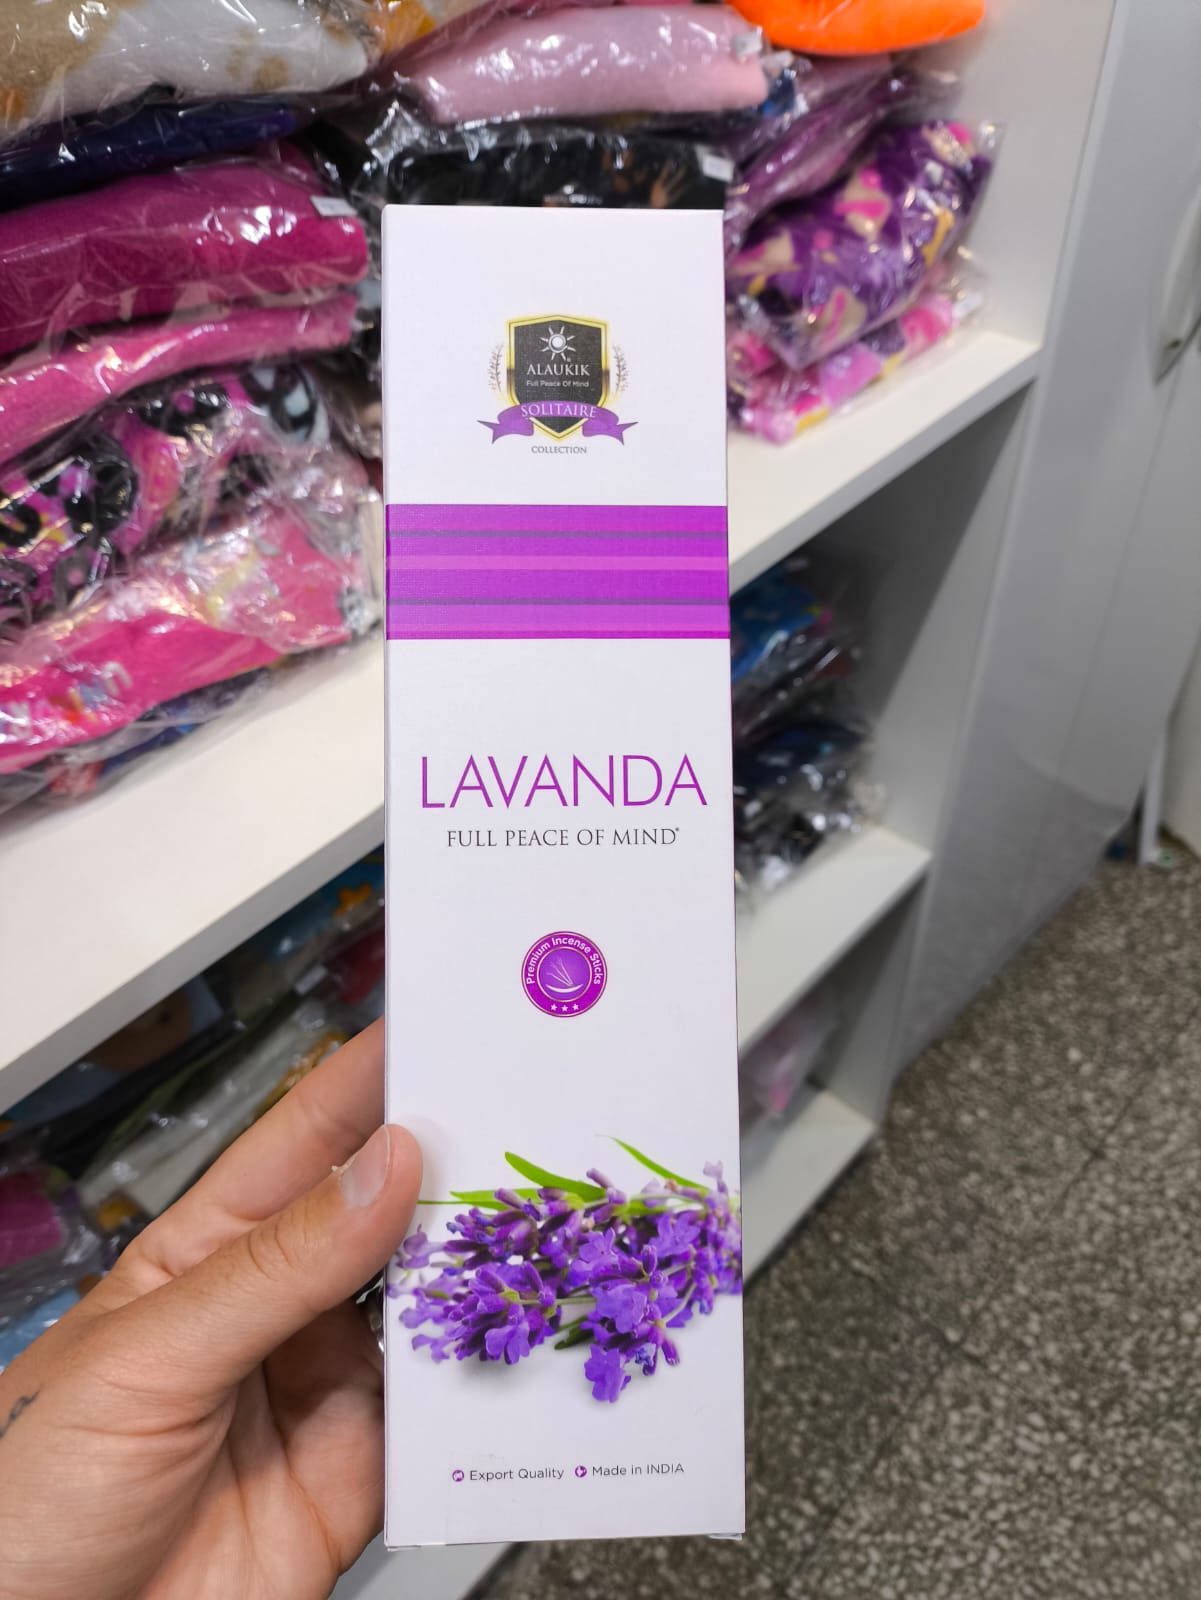 ALAUKIK
Full Peace Of Mind
SOLITAIRE
COLLECTION
LAVANDA
FULL PEACE OF MIND®
Premium Incense Sticks
Export Quality Made in INDIA